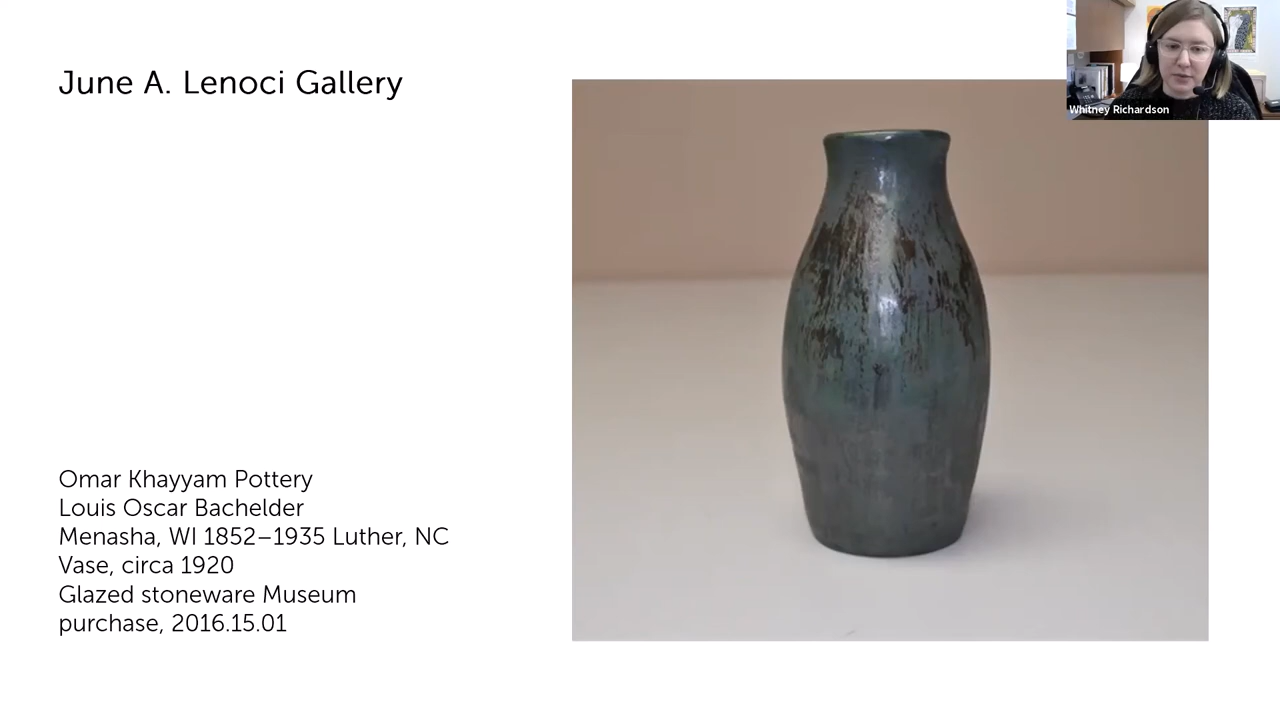 June A. Lenoci Gallery
Whitney Richardson
Omar Khayyam Pottery
Louis Oscar Bachelder
Menasha, WI 1852–1935 Luther, NC
Vase, circa 1920
Glazed stoneware Museum
purchase, 2016.15.01